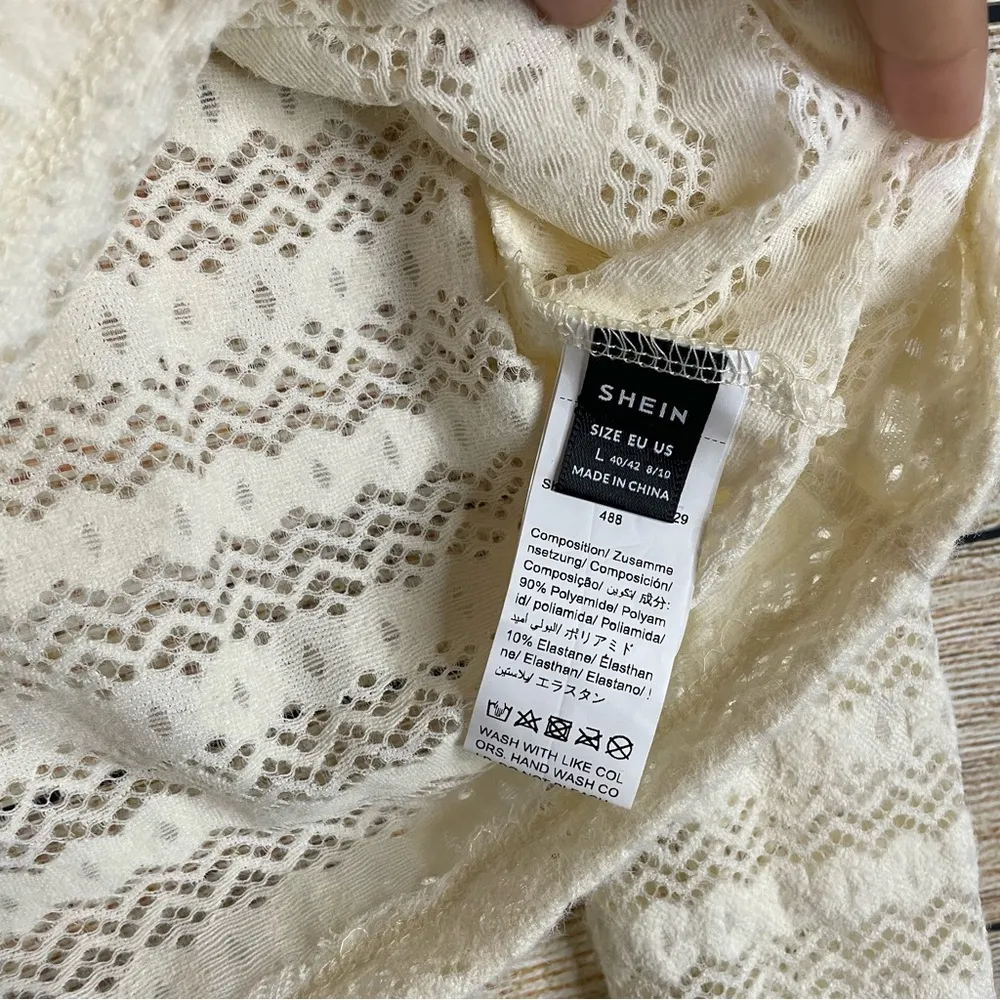 SHEIN
SIZE EU US
L 40/42 8/10
MADE IN CHINA
29
488
Composition/ Zusamme
nsetzung/ Composición/
Composição/ تكوين/ 成分:
90% Polyamide/ Polyam
id/ poliamida/ Poliamida/
البولي أميد/ ポリアミド
10% Elastane/ Élasthan
ne/ Elasthan/ Elastano/
إيلاستين/ エラスタン
WASH WITH LIKE COL
ORS. HAND WASH CO